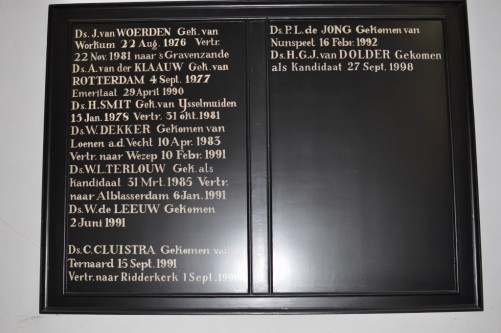 Ds. J. van WOERDEN Gek. van
Workum 22 Aug. 1976 Vertr.
22 Nov. 1981 naar 's Gravenzande
Ds. A. van der KLAAUW Gek. van
ROTTERDAM 4 Sept. 1977
Emeritaat 29 April 1990
Ds. H. SMIT Gek. van Ysselmuiden
15 Jan. 1978 Vertr. 31 okt. 1981
Ds. W. DEKKER Gekomen van
Loenen a.d. Vecht 10 Apr. 1983
Vertr. naar Wezep 10 Febr. 1991
Ds. W.L. TERLOUW Gek. als
kandidaat 31 Mrt. 1985 Vertr.
naar Alblasserdam 6 Jan. 1991
Ds. W. de LEEUW Gekomen
2 Juni 1991
Ds. C. CLUISTRA Gekomen van
Ternaard 15 Sept. 1991
Vertr. naar Ridderkerk 1 Sept.
Ds. P.L. de JONG Gekomen van
Nunspeet 16 Febr. 1992
Ds. H.G.J. van DOLDER Gekomen
als Kandidaat 27 Sept. 1998